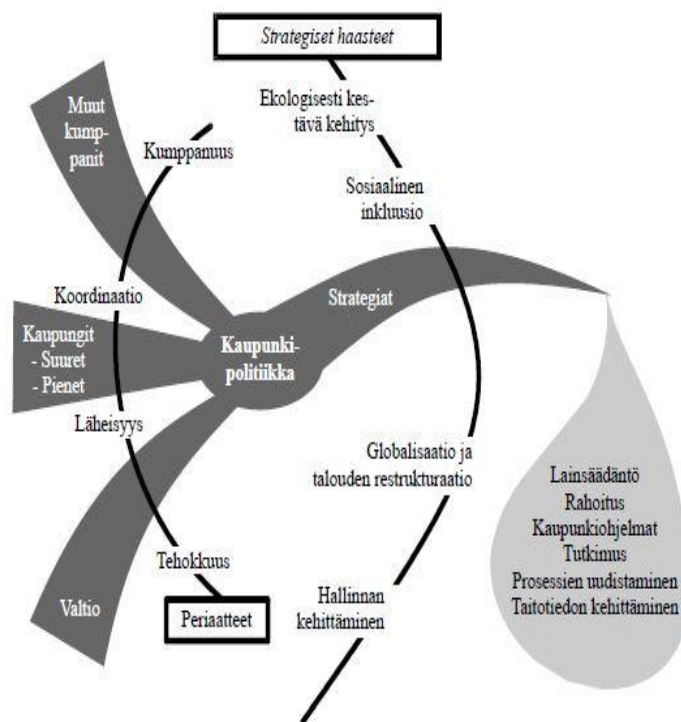 Strategiset haasteet
Ekologisesti kes-
tävä kehitys
Muut
kump-
panit
Kumppanuus
Sosiaalinen
inkluusio
Koordinaatio
Strategiat
Kaupungit
- Suuret
- Pienet
Kaupunki-
politiikka
Läheisyys
Globalisaatio ja
talouden restrukturaatio
Lainsäädäntö
Rahoitus
Kaupunkiohjelmat
Tutkimus
Prosessien uudistaminen
Taitotiedon kehittäminen
Tehokkuus
Valtio
Periaatteet
Hallinnan
kehittäminen